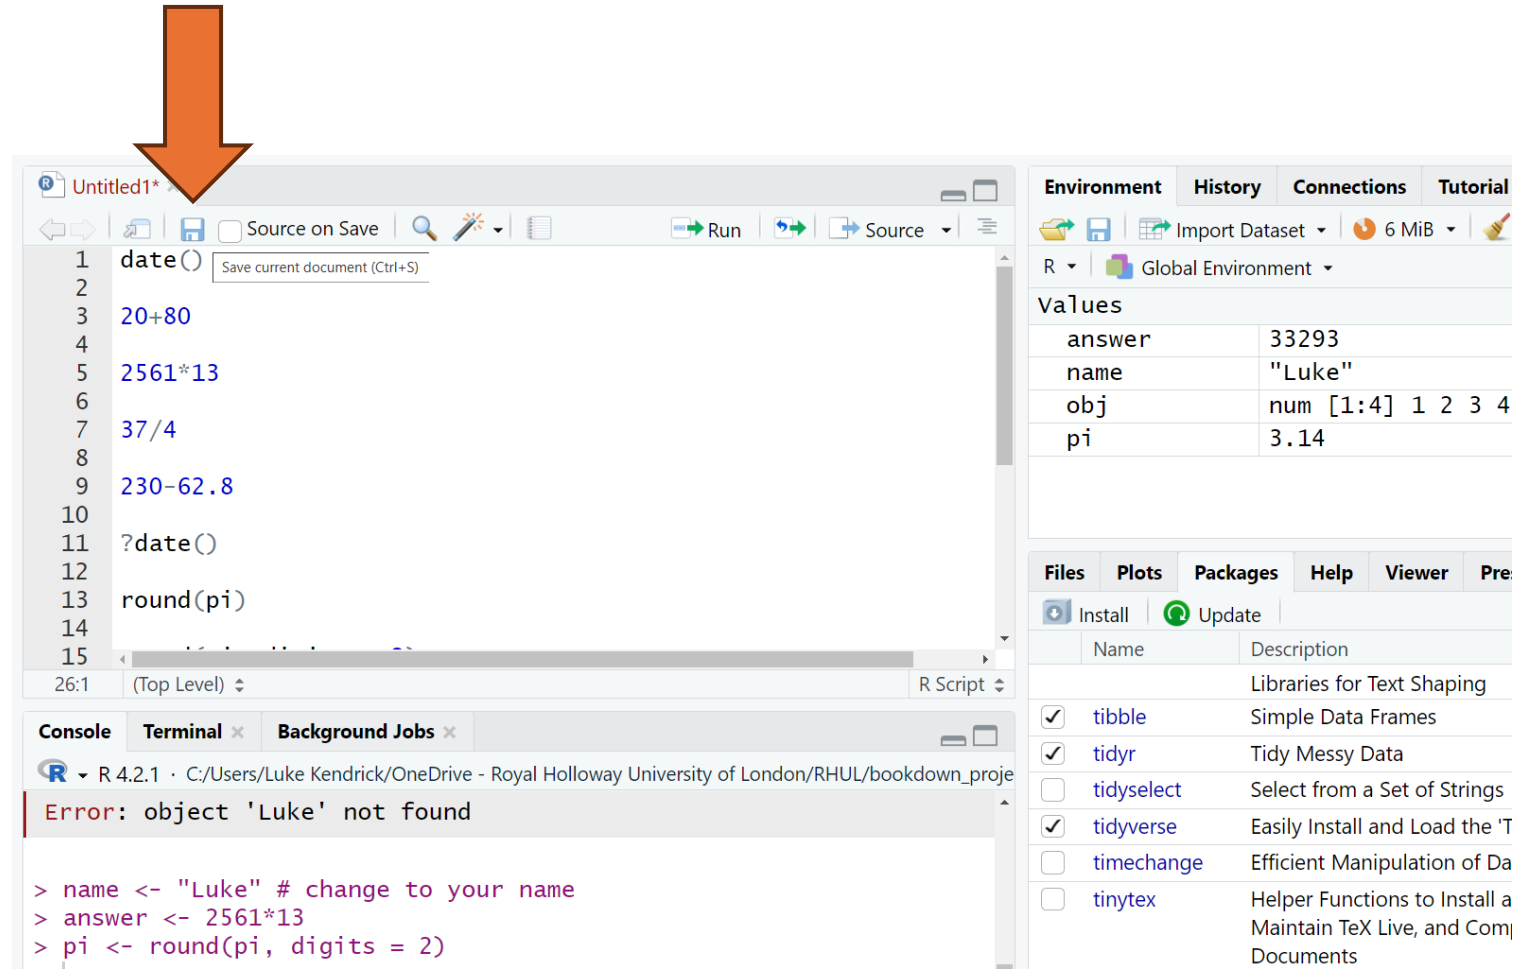 Untitled1*
Source on Save
Run
Source
1 date()
Save current document (Ctrl+S)
2
3 20+80
4
5 2561*13
6
7 37/4
8
9 230-62.8
10
11 ?date()
12
13 round(pi)
14
15
26:1 (Top Level) R Script
Console Terminal Background Jobs
R 4.2.1 · C:/Users/Luke Kendrick/OneDrive - Royal Holloway University of London/RHUL/bookdown_proje
Error: object 'Luke' not found
> name <- "Luke" # change to your name
> answer <- 2561*13
> pi <- round(pi, digits = 2)
Environment History Connections Tutorial
Import Dataset 6 MiB
R Global Environment
Values
answer 33293
name "Luke"
obj num [1:4] 1 2 3 4
pi 3.14
Files Plots Packages Help Viewer Pre
Install Update
Name Description
Libraries for Text Shaping
tibble Simple Data Frames
tidyr Tidy Messy Data
tidyselect Select from a Set of Strings
tidyverse Easily Install and Load the 'T
timechange Efficient Manipulation of Da
tinytex Helper Functions to Install a
Maintain TeX Live, and Com
Documents